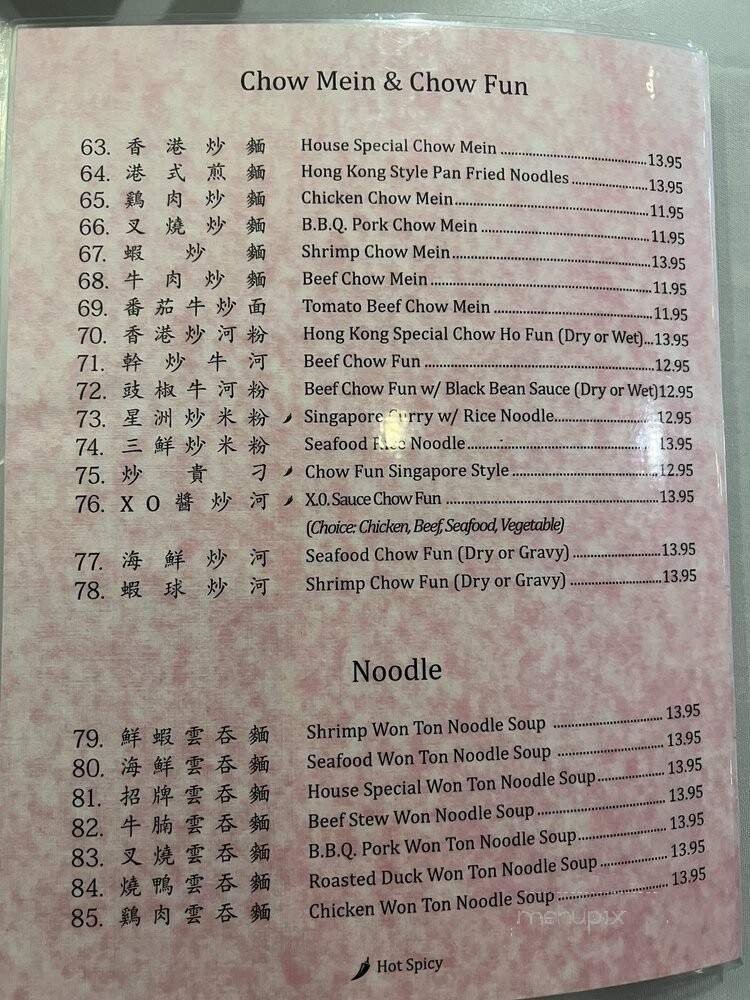 Chow Mein & Chow Fun
63. 香港炒麵 House Special Chow Mein 13.95
64. 港式煎麵 Hong Kong Style Pan Fried Noodles 13.95
65. 鷄肉炒麵 Chicken Chow Mein 11.95
66. 叉燒炒麵 B.B.Q. Pork Chow Mein 11.95
67. 蝦炒麵 Shrimp Chow Mein 13.95
68. 牛肉炒麵 Beef Chow Mein 11.95
69. 番茄牛炒面 Tomato Beef Chow Mein 11.95
70. 香港炒河粉 Hong Kong Special Chow Ho Fun (Dry or Wet) 13.95
71. 幹炒牛河 Beef Chow Fun 12.95
72. 豉椒牛河粉 Beef Chow Fun w/ Black Bean Sauce (Dry or Wet) 12.95
73. 星洲炒米粉 Singapore Curry w/ Rice Noodle 12.95
74. 三鮮炒米粉 Seafood Rice Noodle 13.95
75. 炒貴刁 Chow Fun Singapore Style 12.95
76. XO醬炒河 X.O. Sauce Chow Fun 13.95
(Choice: Chicken, Beef, Seafood, Vegetable)
77. 海鮮炒河 Seafood Chow Fun (Dry or Gravy) 13.95
78. 蝦球炒河 Shrimp Chow Fun (Dry or Gravy) 13.95
Noodle
79. 鮮蝦雲吞麵 Shrimp Won Ton Noodle Soup 13.95
80. 海鮮雲吞麵 Seafood Won Ton Noodle Soup 13.95
81. 招牌雲吞麵 House Special Won Ton Noodle Soup 13.95
82. 牛腩雲吞麵 Beef Stew Won Noodle Soup 13.95
83. 叉燒雲吞麵 B.B.Q. Pork Won Ton Noodle Soup 13.95
84. 燒鴨雲吞麵 Roasted Duck Won Ton Noodle Soup 13.95
85. 鷄肉雲吞麵 Chicken Won Ton Noodle Soup 13.95
menupix
Hot Spicy